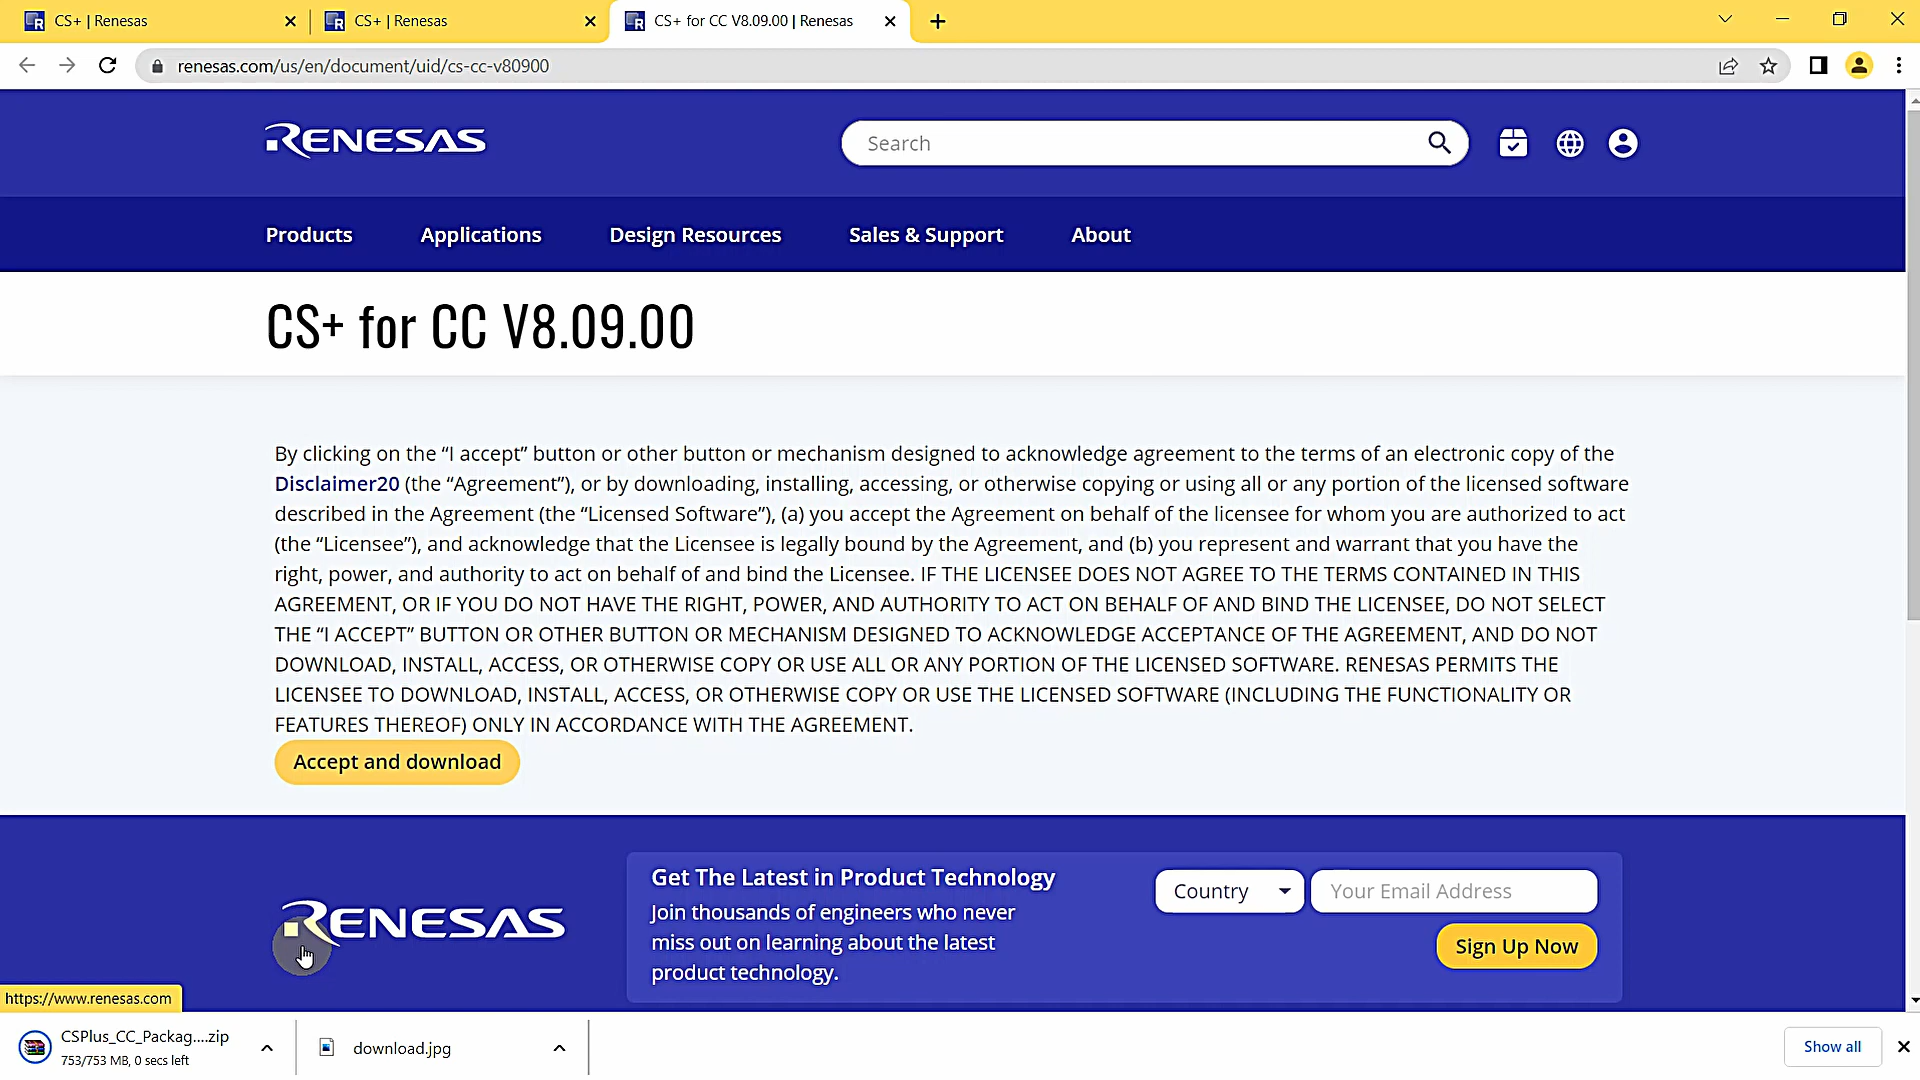 CS+ | Renesas
CS+ | Renesas
CS+ for CC V8.09.00 | Renesas
renesas.com/us/en/document/uid/cs-cc-v80900
RENESAS
Search
Products
Applications
Design Resources
Sales & Support
About
CS+ for CC V8.09.00
By clicking on the “I accept” button or other button or mechanism designed to acknowledge agreement to the terms of an electronic copy of the
Disclaimer20 (the “Agreement”), or by downloading, installing, accessing, or otherwise copying or using all or any portion of the licensed software
described in the Agreement (the “Licensed Software”), (a) you accept the Agreement on behalf of the licensee for whom you are authorized to act
(the “Licensee”), and acknowledge that the Licensee is legally bound by the Agreement, and (b) you represent and warrant that you have the
right, power, and authority to act on behalf of and bind the Licensee. IF THE LICENSEE DOES NOT AGREE TO THE TERMS CONTAINED IN THIS
AGREEMENT, OR IF YOU DO NOT HAVE THE RIGHT, POWER, AND AUTHORITY TO ACT ON BEHALF OF AND BIND THE LICENSEE, DO NOT SELECT
THE “I ACCEPT” BUTTON OR OTHER BUTTON OR MECHANISM DESIGNED TO ACKNOWLEDGE ACCEPTANCE OF THE AGREEMENT, AND DO NOT
DOWNLOAD, INSTALL, ACCESS, OR OTHERWISE COPY OR USE ALL OR ANY PORTION OF THE LICENSED SOFTWARE. RENESAS PERMITS THE
LICENSEE TO DOWNLOAD, INSTALL, ACCESS, OR OTHERWISE COPY OR USE THE LICENSED SOFTWARE (INCLUDING THE FUNCTIONALITY OR
FEATURES THEREOF) ONLY IN ACCORDANCE WITH THE AGREEMENT.
Accept and download
RENESAS
Get The Latest in Product Technology
Join thousands of engineers who never
miss out on learning about the latest
product technology.
Country
Your Email Address
Sign Up Now
https://www.renesas.com
CSPlus_CC_Packag....zip
753/753 MB, 0 secs left
download.jpg
Show all